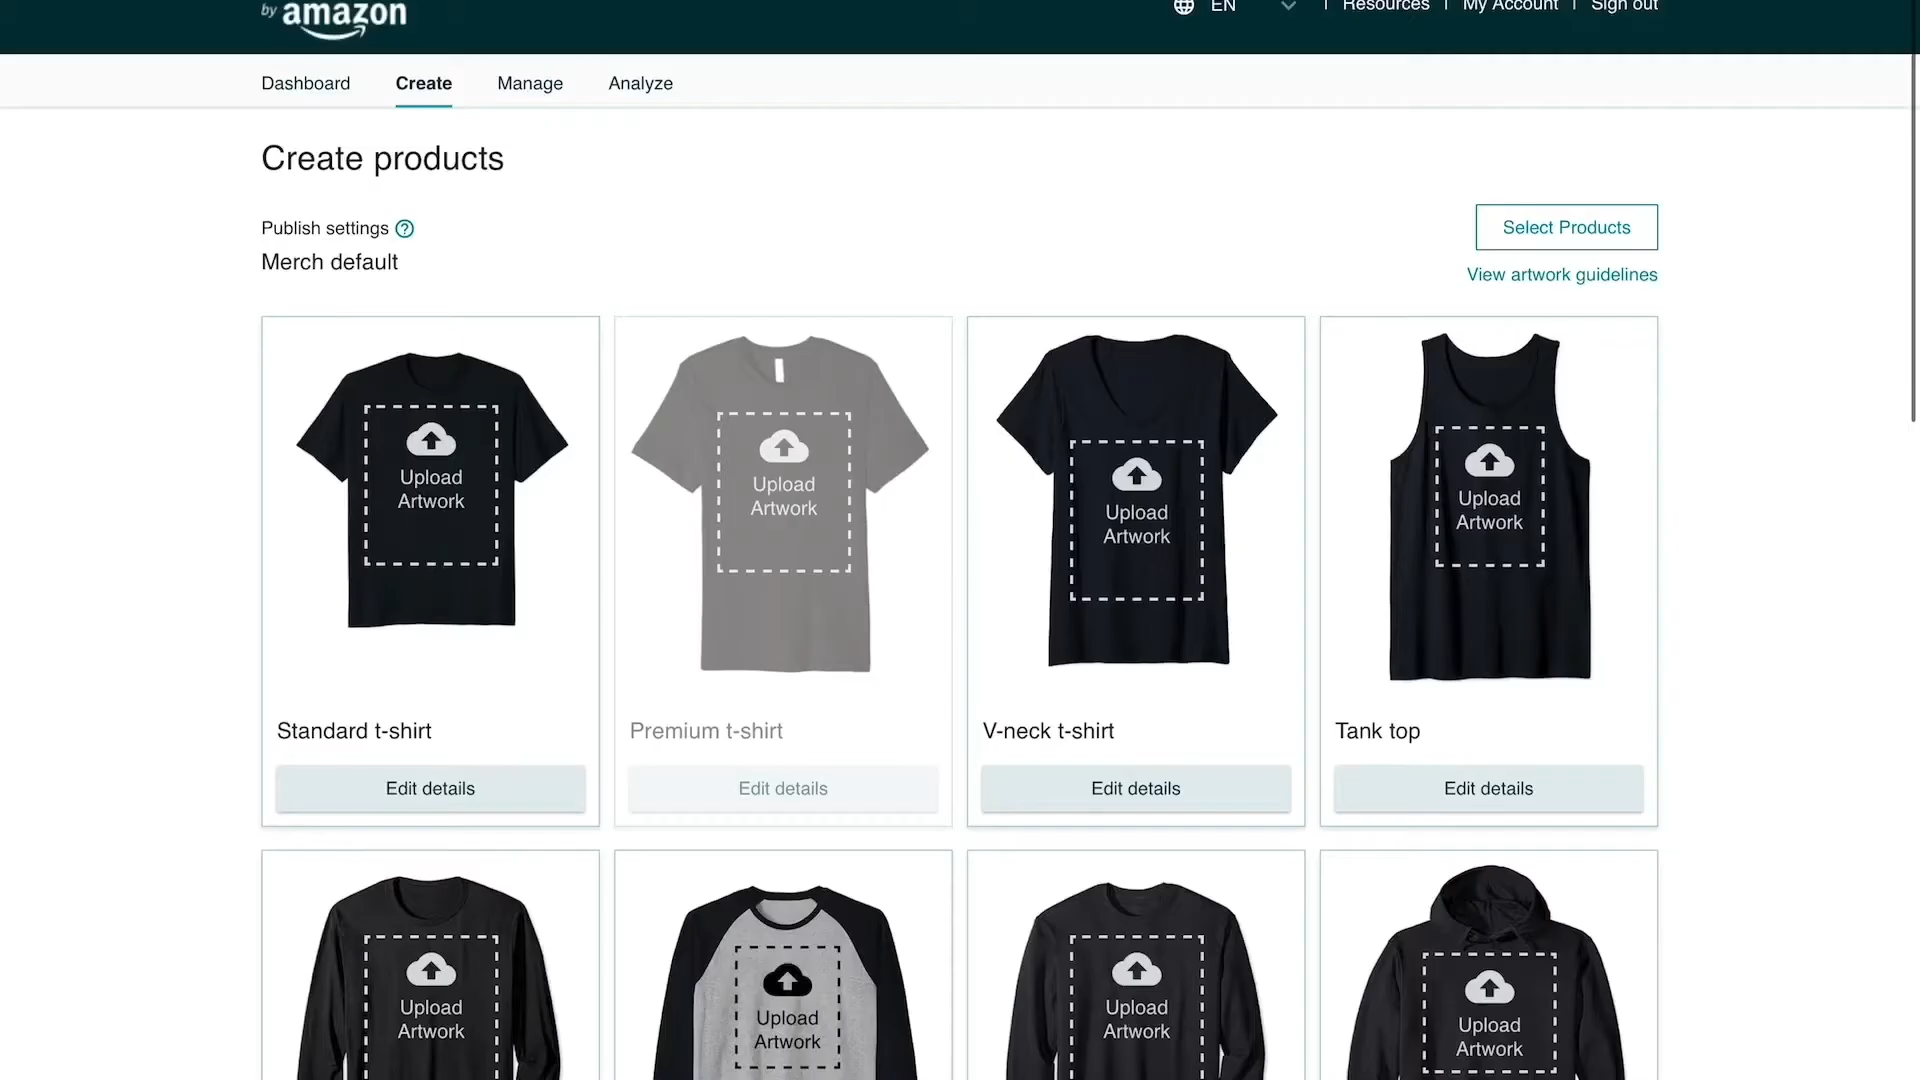 by amazon
EN
Resources
My Account
Sign out
Dashboard
Create
Manage
Analyze
Create products
Publish settings ?
Merch default
Select Products
View artwork guidelines
Upload
Artwork
Upload
Artwork
Upload
Artwork
Upload
Artwork
Standard t-shirt
Premium t-shirt
V-neck t-shirt
Tank top
Edit details
Edit details
Edit details
Edit details
Upload
Artwork
Upload
Artwork
Upload
Artwork
Upload
Artwork